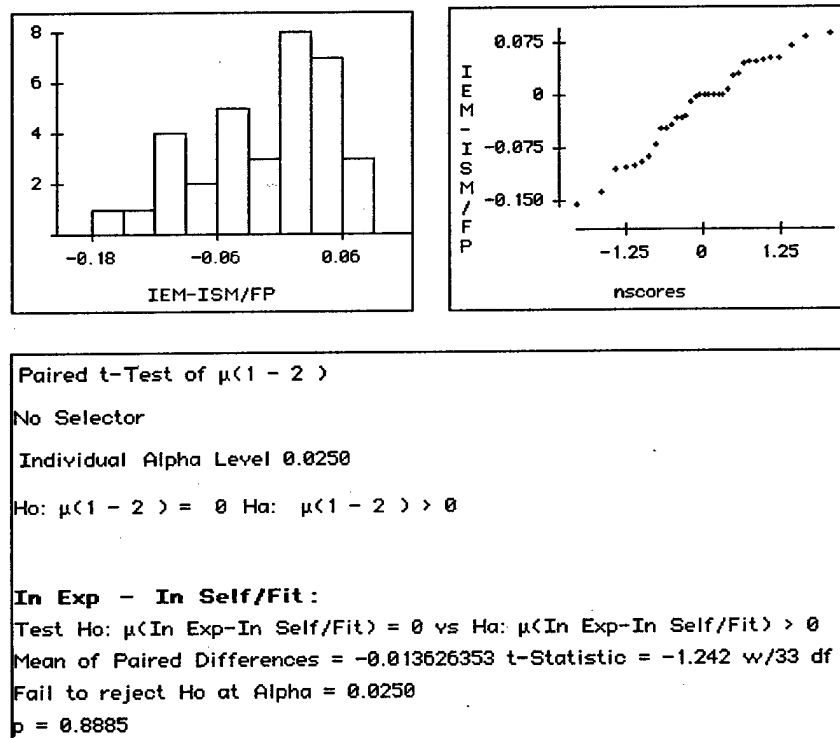 8
6
4
2
-0.18 -0.06 0.06
IEM-ISM/FP
0.075
0
-0.075
-0.150
IEM-ISM/FP
-1.25 0 1.25
nscores
Paired t-Test of μ(1 - 2 )
No Selector
Individual Alpha Level 0.0250
Ho: μ(1 - 2 ) = 0 Ha: μ(1 - 2 ) > 0
In Exp - In Self/Fit:
Test Ho: μ(In Exp-In Self/Fit) = 0 vs Ha: μ(In Exp-In Self/Fit) > 0
Mean of Paired Differences = -0.013626353 t-Statistic = -1.242 w/33 df
Fail to reject Ho at Alpha = 0.0250
p = 0.8885